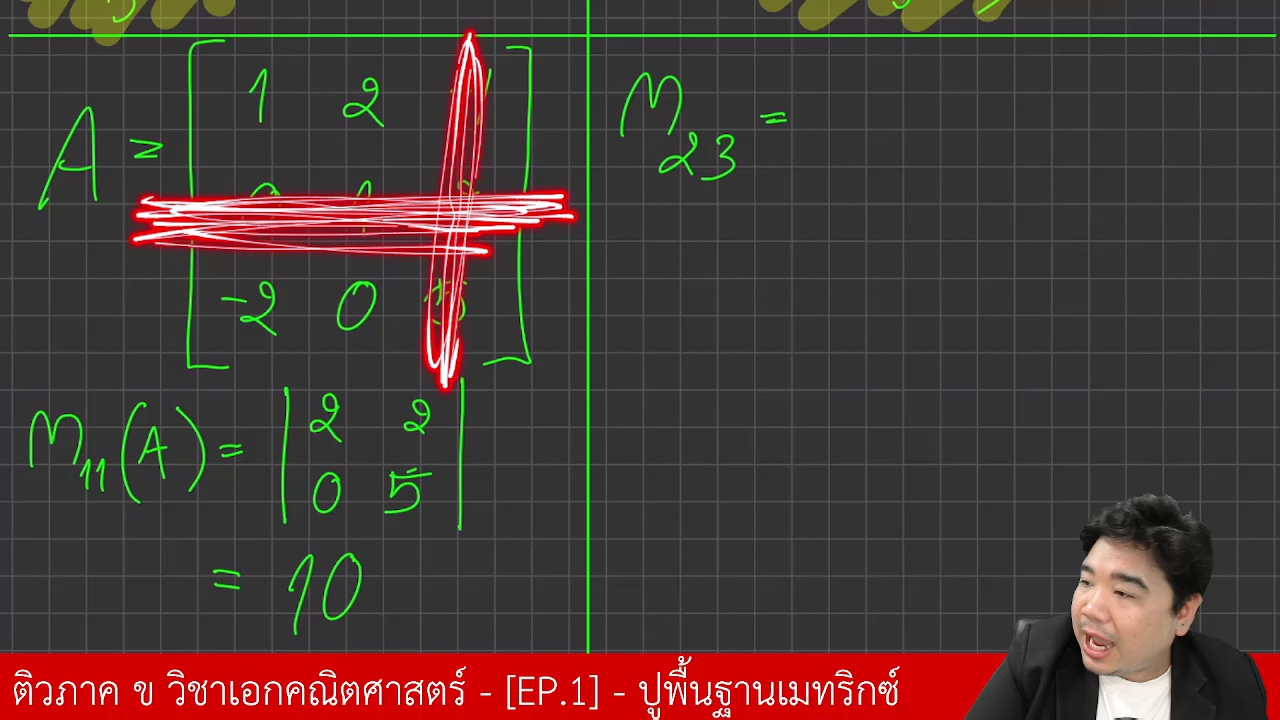 A = 1 2
-2 0
M₁₁(A) = | 2 2 |
| 0 5 |
= 10
M₂₃ =
ติวภาค ข วิชาเอกคณิตศาสตร์ - [EP.1] - ปูพื้นฐานเมทริกซ์